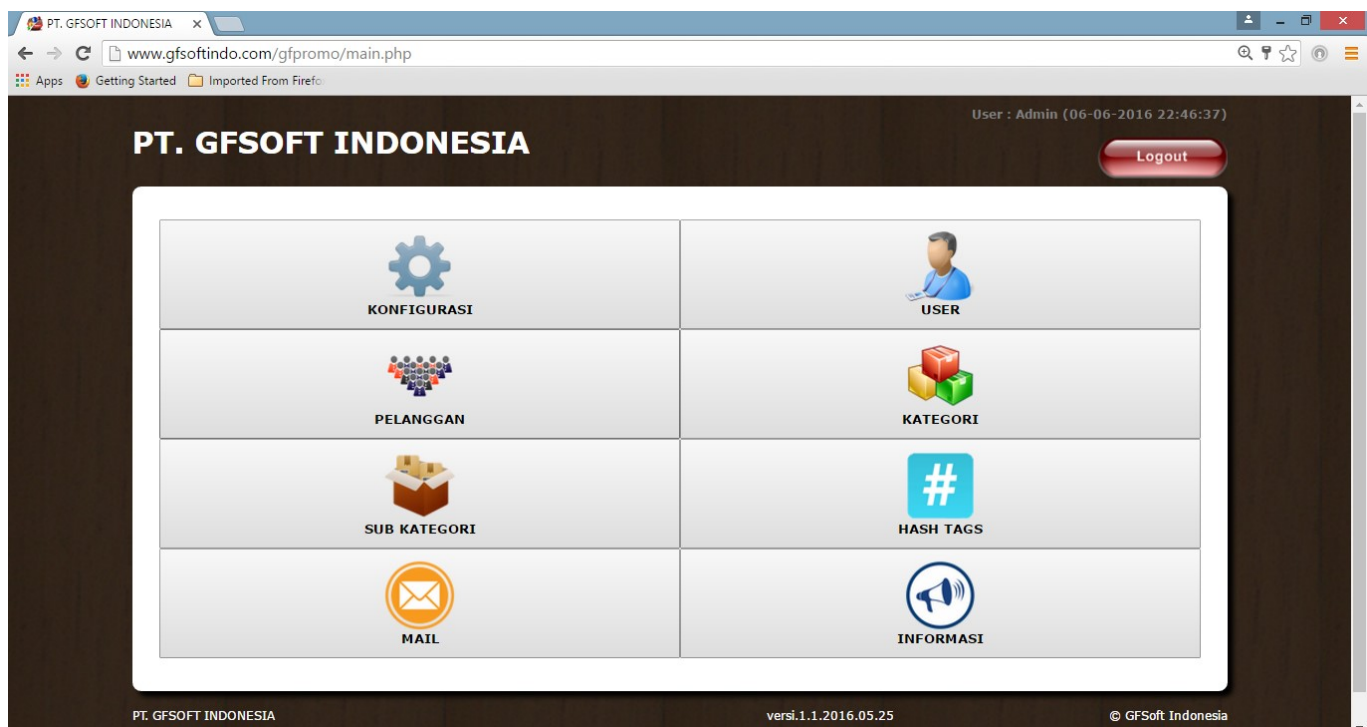 PT. GFSOFT INDONESIA
www.gfsoftindo.com/gfpromo/main.php
Apps Getting Started Imported From Firefo
User : Admin (06-06-2016 22:46:37)
PT. GFSOFT INDONESIA
Logout
KONFIGURASI
USER
PELANGGAN
KATEGORI
SUB KATEGORI
#
HASH TAGS
MAIL
INFORMASI
PT. GFSOFT INDONESIA versi.1.1.2016.05.25 © GFSoft Indonesia